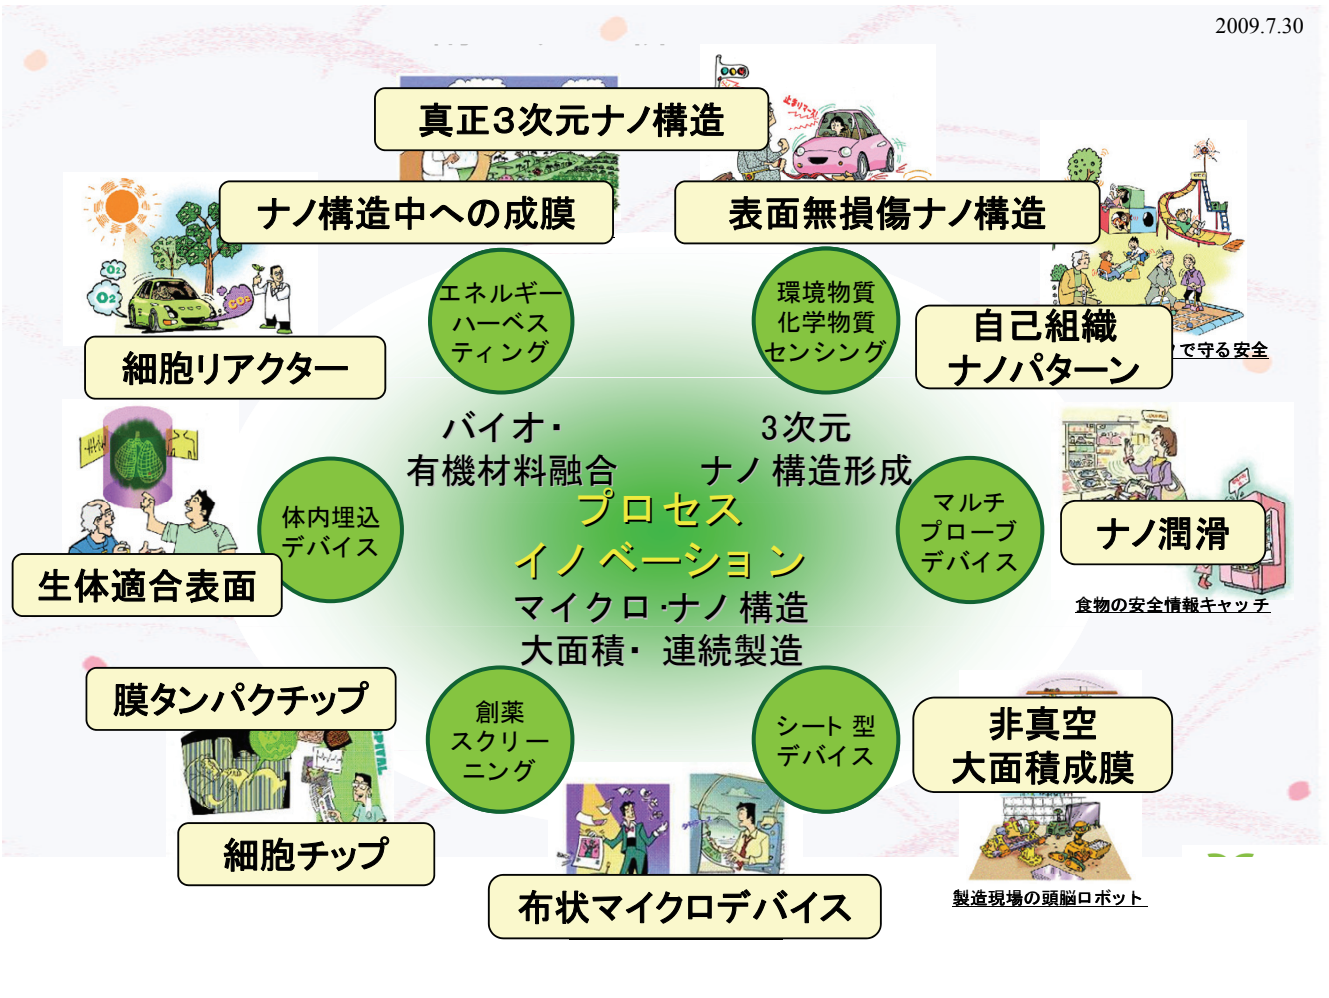 2009.7.30
真正３次元ナノ構造
止まりマース!
ナノ構造中への成膜
表面無損傷ナノ構造
O2
O2
CO2
エネルギー
ハーベス
ティング
環境物質
化学物質
センシング
自己組織
ナノパターン
で守る安全
細胞リアクター
バイオ・
有機材料融合
3次元
ナノ構造形成
プロセス
イノベーション
マイクロ・ナノ構造
大面積・連続製造
体内埋込
デバイス
マルチ
プローブ
デバイス
ナノ潤滑
食物の安全情報キャッチ
生体適合表面
膜タンパクチップ
創薬
スクリー
ニング
シート型
デバイス
非真空
大面積成膜
細胞チップ
布状マイクロデバイス
製造現場の頭脳ロボット